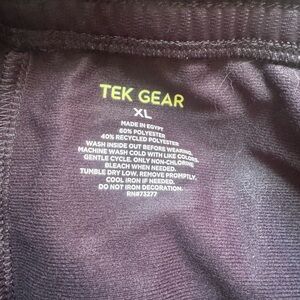 TEK GEAR
XL
MADE IN EGYPT
60% POLYESTER
40% RECYCLED POLYESTER
WASH INSIDE OUT BEFORE WEARING.
MACHINE WASH COLD WITH LIKE COLORS.
GENTLE CYCLE. ONLY NON-CHLORINE
BLEACH WHEN NEEDED.
TUMBLE DRY LOW. REMOVE PROMPTLY.
COOL IRON IF NEEDED.
DO NOT IRON DECORATION.
RN#73277